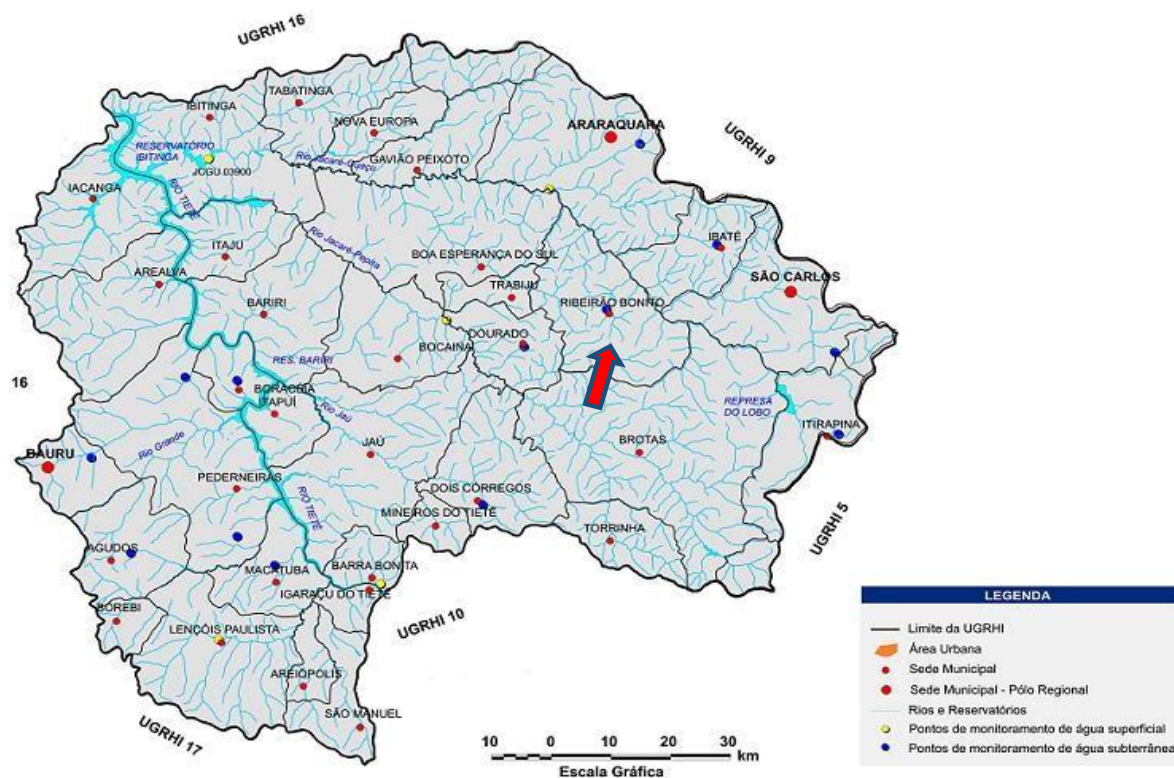 UGRHI 16
TABATINGA
IBITINGA
NOVA EUROPA
ARARAQUARA
UGRHI 9
RESERVATÓRIO
IBITINGA
JCGU 03900
Rio Jacaré-Guaçu
GAVIÃO PEIXOTO
IACANGA
RIO TIETÊ
IBATÉ
ITAJU
Rio Jacaré-Pepira
BOA ESPERANÇA DO SUL
SÃO CARLOS
AREALVA
TRABIJU
BARIRI
RIBEIRÃO BONITO
DOURADO
BOCAINA
RES. BARIRI
16
BORACÉIA
ITAPUÍ
Rio Jaú
REPRESA
DO LOBO
ITIRAPINA
Rio Grande
BROTAS
BAURU
JAÚ
PEDERNEIRAS
DOIS CÓRREGOS
RIO TIETÊ
MINEIROS DO TIETÊ
UGRHI 5
TORRINHA
AGUDOS
MACATUBA
BARRA BONITA
IGARAÇU DO TIETÊ
BOREBI
UGRHI 10
LENÇÓIS PAULISTA
AREIÓPOLIS
SÃO MANUEL
UGRHI 17
10 0 10 20 30
km
Escala Gráfica
LEGENDA
Limite da UGRHI
Área Urbana
Sede Municipal
Sede Municipal - Pólo Regional
Rios e Reservatórios
Pontos de monitoramento de água superficial
Pontos de monitoramento de água subterrânea